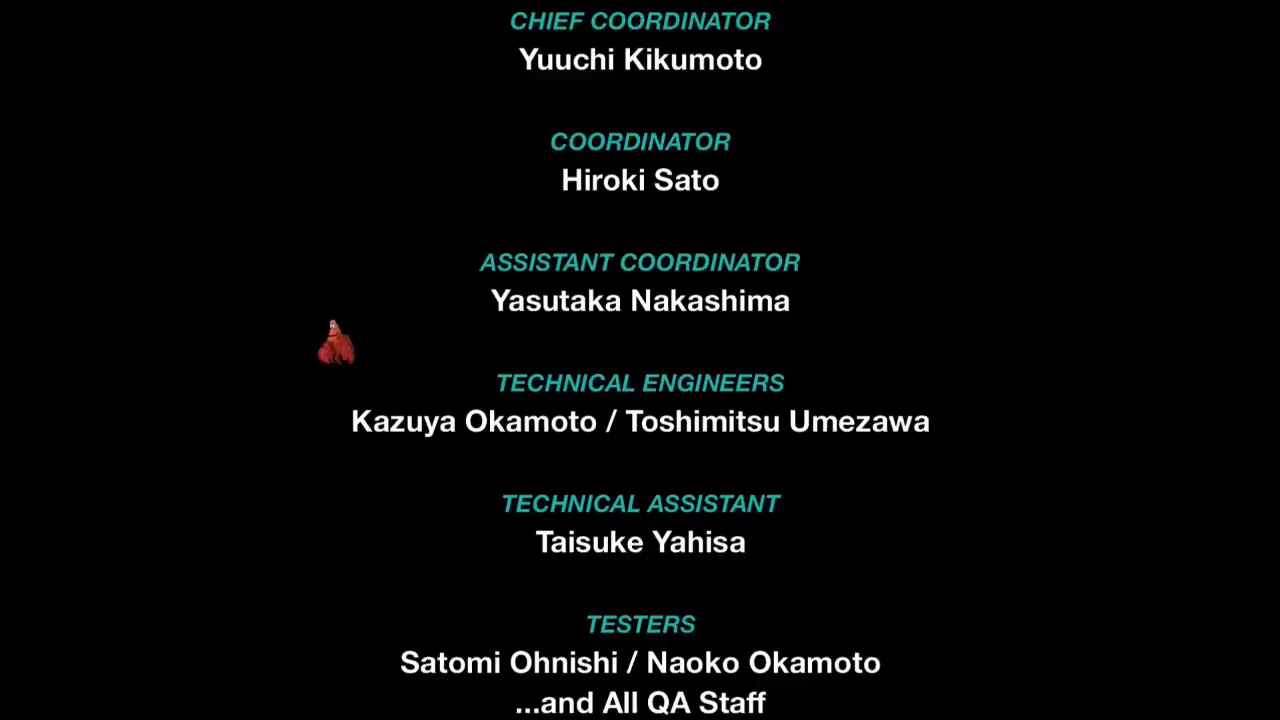 CHIEF COORDINATOR
Yuuchi Kikumoto
COORDINATOR
Hiroki Sato
ASSISTANT COORDINATOR
Yasutaka Nakashima
TECHNICAL ENGINEERS
Kazuya Okamoto / Toshimitsu Umezawa
TECHNICAL ASSISTANT
Taisuke Yahisa
TESTERS
Satomi Ohnishi / Naoko Okamoto
...and All QA Staff